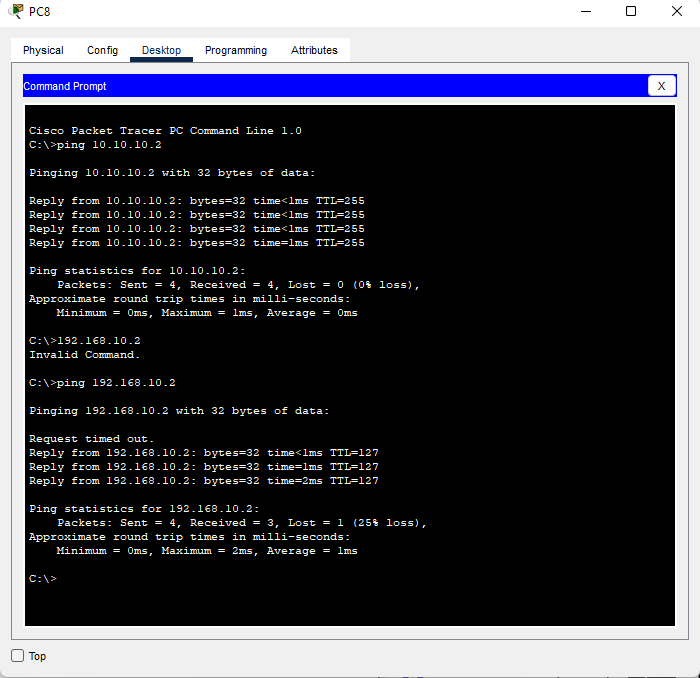 PC8
Physical Config Desktop Programming Attributes
Command Prompt X
Cisco Packet Tracer PC Command Line 1.0
C:\>ping 10.10.10.2
Pinging 10.10.10.2 with 32 bytes of data:
Reply from 10.10.10.2: bytes=32 time<1ms TTL=255
Reply from 10.10.10.2: bytes=32 time<1ms TTL=255
Reply from 10.10.10.2: bytes=32 time<1ms TTL=255
Reply from 10.10.10.2: bytes=32 time=1ms TTL=255
Ping statistics for 10.10.10.2:
Packets: Sent = 4, Received = 4, Lost = 0 (0% loss),
Approximate round trip times in milli-seconds:
Minimum = 0ms, Maximum = 1ms, Average = 0ms
C:\>192.168.10.2
Invalid Command.
C:\>ping 192.168.10.2
Pinging 192.168.10.2 with 32 bytes of data:
Request timed out.
Reply from 192.168.10.2: bytes=32 time<1ms TTL=127
Reply from 192.168.10.2: bytes=32 time=1ms TTL=127
Reply from 192.168.10.2: bytes=32 time=2ms TTL=127
Ping statistics for 192.168.10.2:
Packets: Sent = 4, Received = 3, Lost = 1 (25% loss),
Approximate round trip times in milli-seconds:
Minimum = 0ms, Maximum = 2ms, Average = 1ms
C:\>
Top